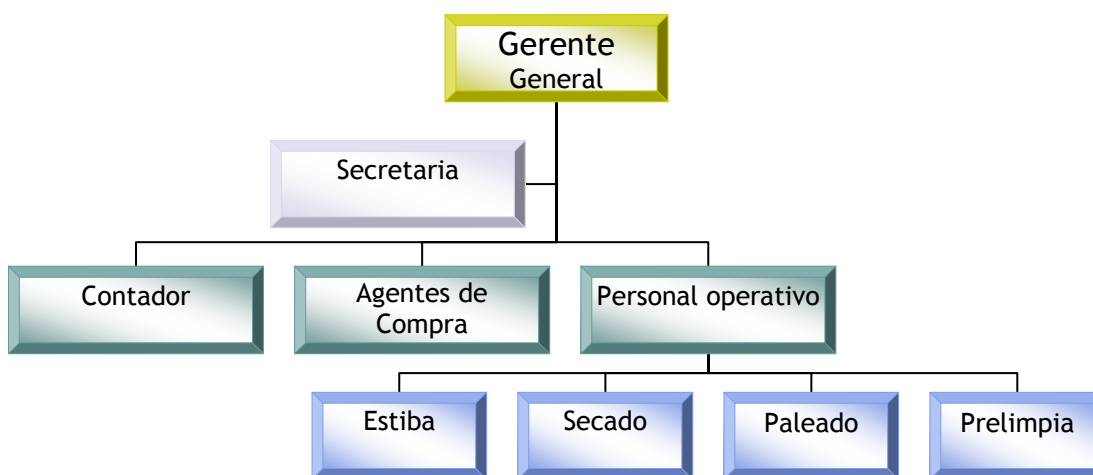 Gerente
General
Secretaria
Contador
Agentes de
Compra
Personal operativo
Estiba
Secado
Paleado
Prelimpia